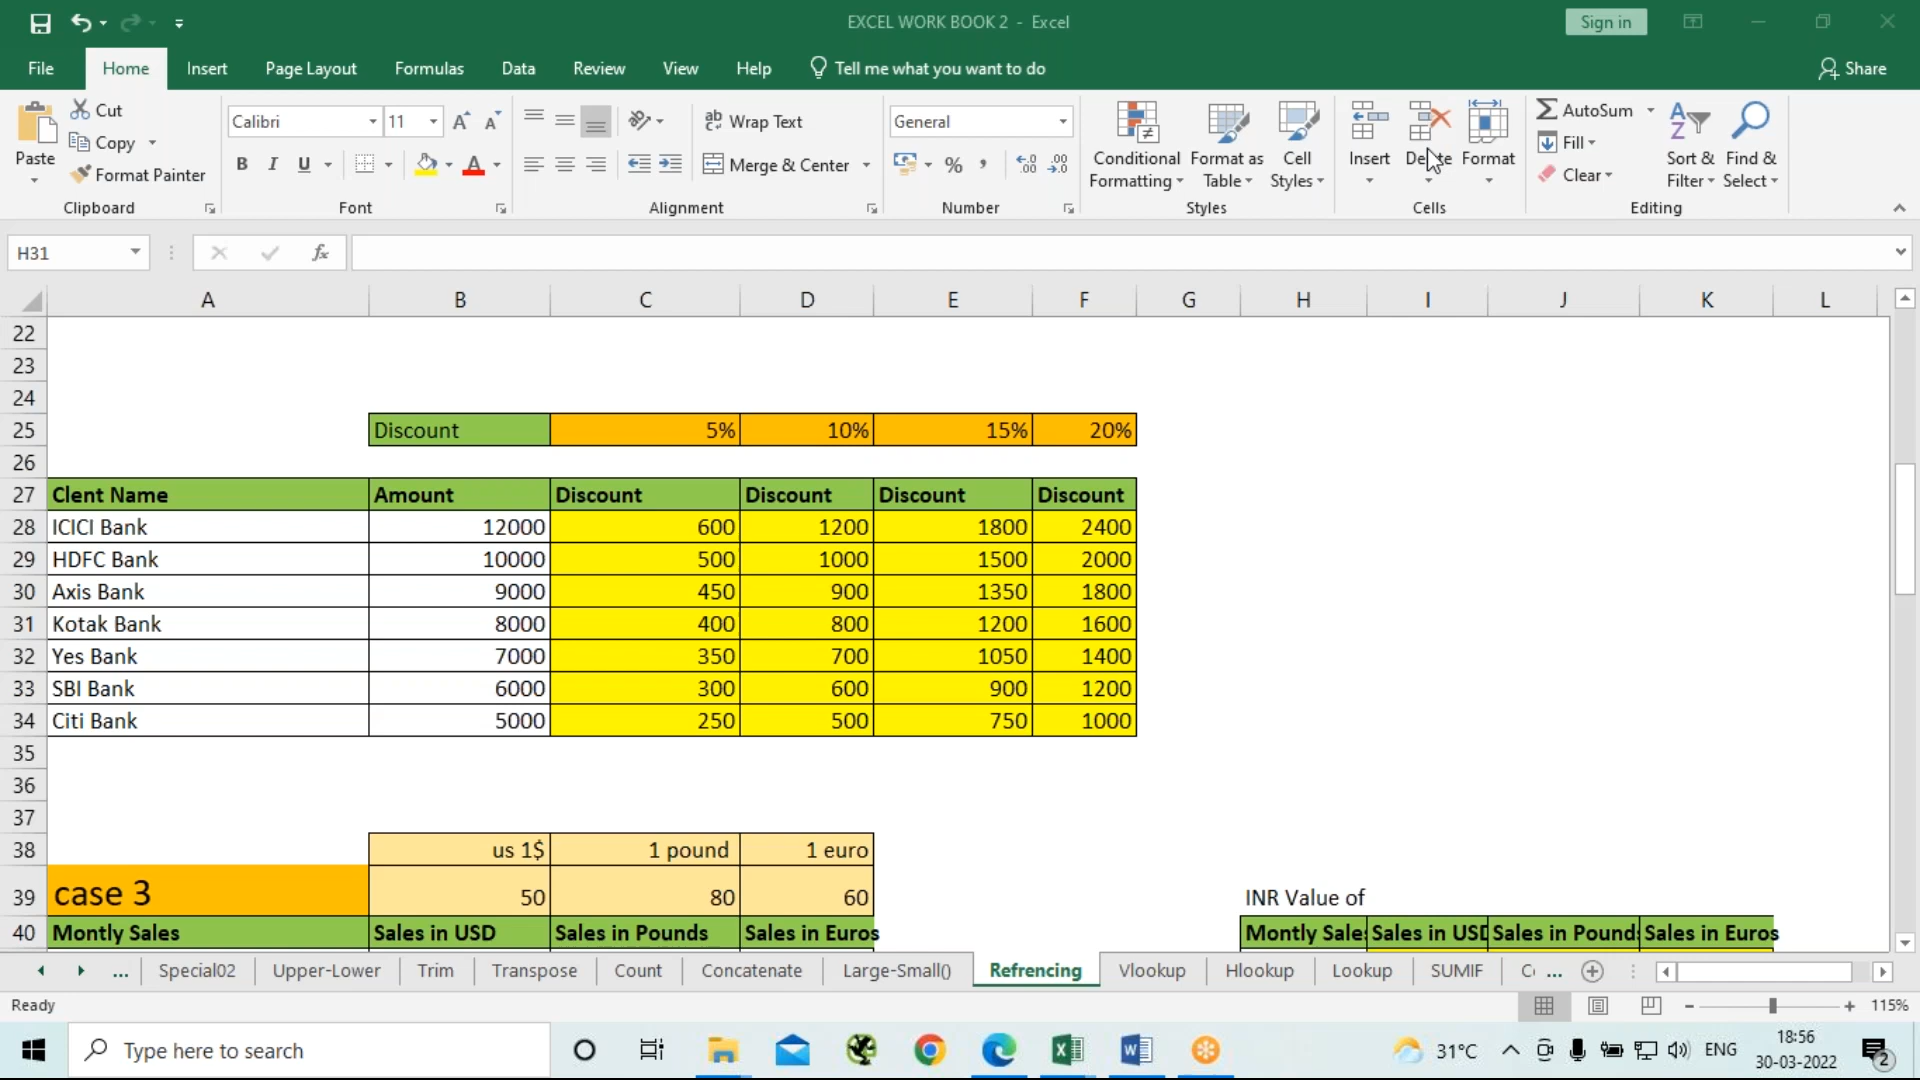 EXCEL WORK BOOK 2 - Excel
Sign in
File Home Insert Page Layout Formulas Data Review View Help Tell me what you want to do Share
Paste Cut Copy Format Painter Clipboard
Calibri 11 B I U A Font
Wrap Text Merge & Center Alignment
General % Number
Conditional Formatting Format as Table Cell Styles Styles
Insert Format Cells
AutoSum Fill Clear Sort & Filter Find & Select Editing
H31 fx
A B C D E F G H I J K L
22
23
24
25 Discount 5% 10% 15% 20%
26
27 Clent Name Amount Discount Discount Discount Discount
28 ICICI Bank 12000 600 1200 1800 2400
29 HDFC Bank 10000 500 1000 1500 2000
30 Axis Bank 9000 450 900 1350 1800
31 Kotak Bank 8000 400 800 1200 1600
32 Yes Bank 7000 350 700 1050 1400
33 SBI Bank 6000 300 600 900 1200
34 Citi Bank 5000 250 500 750 1000
35
36
37
38 us 1$ 1 pound 1 euro
39 case 3 50 80 60 INR Value of
40 Montly Sales Sales in USD Sales in Pounds Sales in Euros Montly Sale Sales in USD Sales in Pound Sales in Euros
... Special02 Upper-Lower Trim Transpose Count Concatenate Large-Small() Refrencing Vlookup Hlookup Lookup SUMIF ...
Ready 115%
Type here to search 31°C ENG 18:56
30-03-2022 2